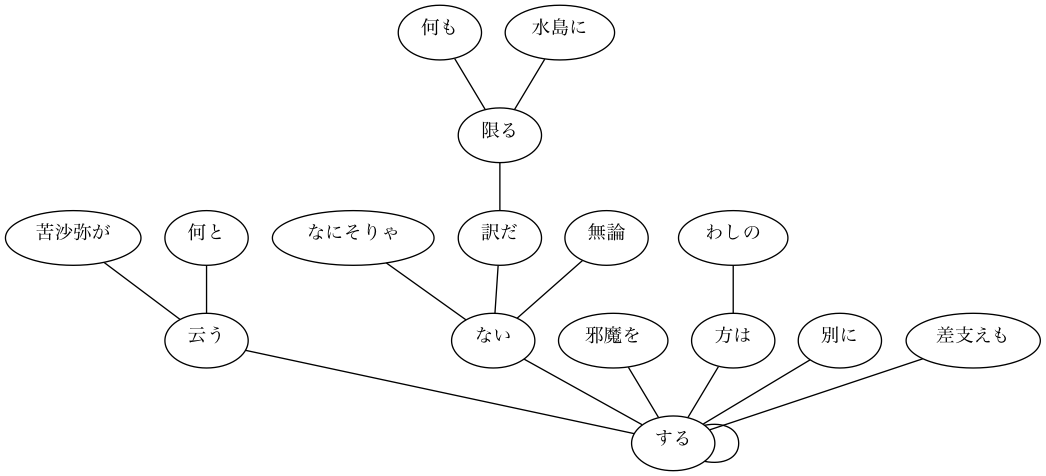 何も 水島に
限る
苦沙弥が 何と なにそりゃ 訳だ 無論 わしの
云う ない 邪魔を 方は 別に 差支えも
する